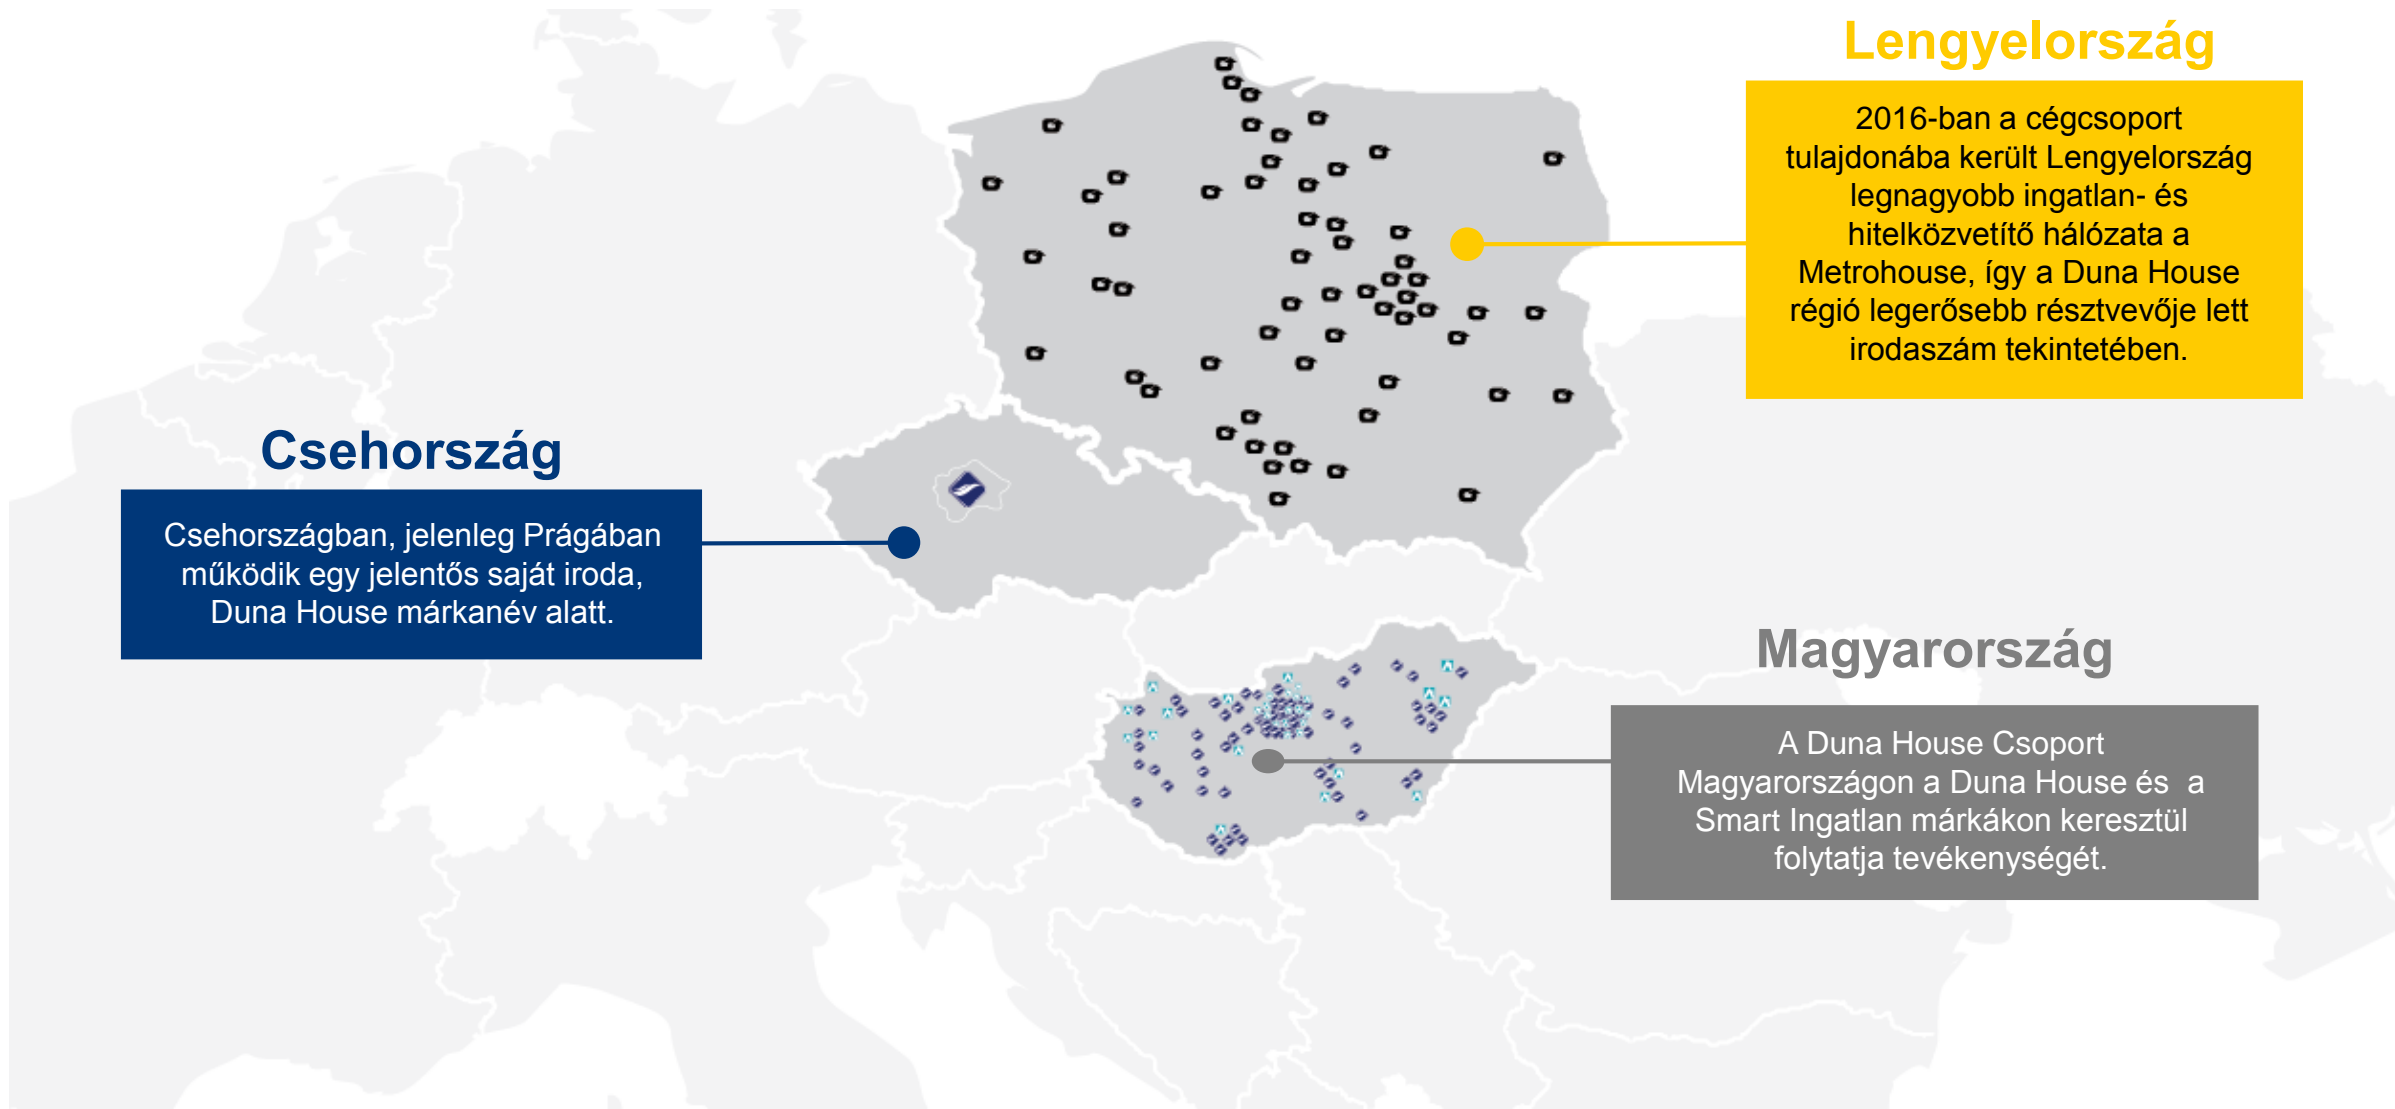 Lengyelország
2016-ban a cégcsoport
tulajdonába került Lengyelország
legnagyobb ingatlan- és
hitelközvetítő hálózata a
Metrohouse, így a Duna House
régió legerősebb résztvevője lett
irodaszám tekintetében.
Csehország
Csehországban, jelenleg Prágában
működik egy jelentős saját iroda,
Duna House márkanév alatt.
Magyarország
A Duna House Csoport
Magyarországon a Duna House és  a
Smart Ingatlan márkákon keresztül
folytatja tevékenységét.